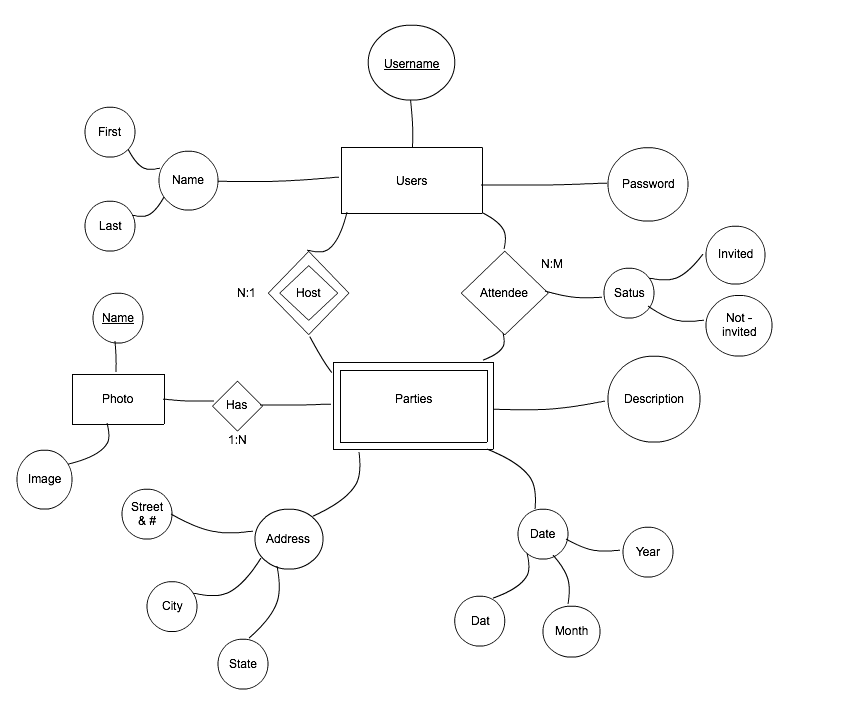 Username
First
Name
Users
Password
Last
Invited
N:M
N:1
Host
Attendee
Satus
Name
Not -
invited
Photo
Has
Parties
Description
1:N
Image
Street
& #
Address
Date
Year
City
Dat
Month
State